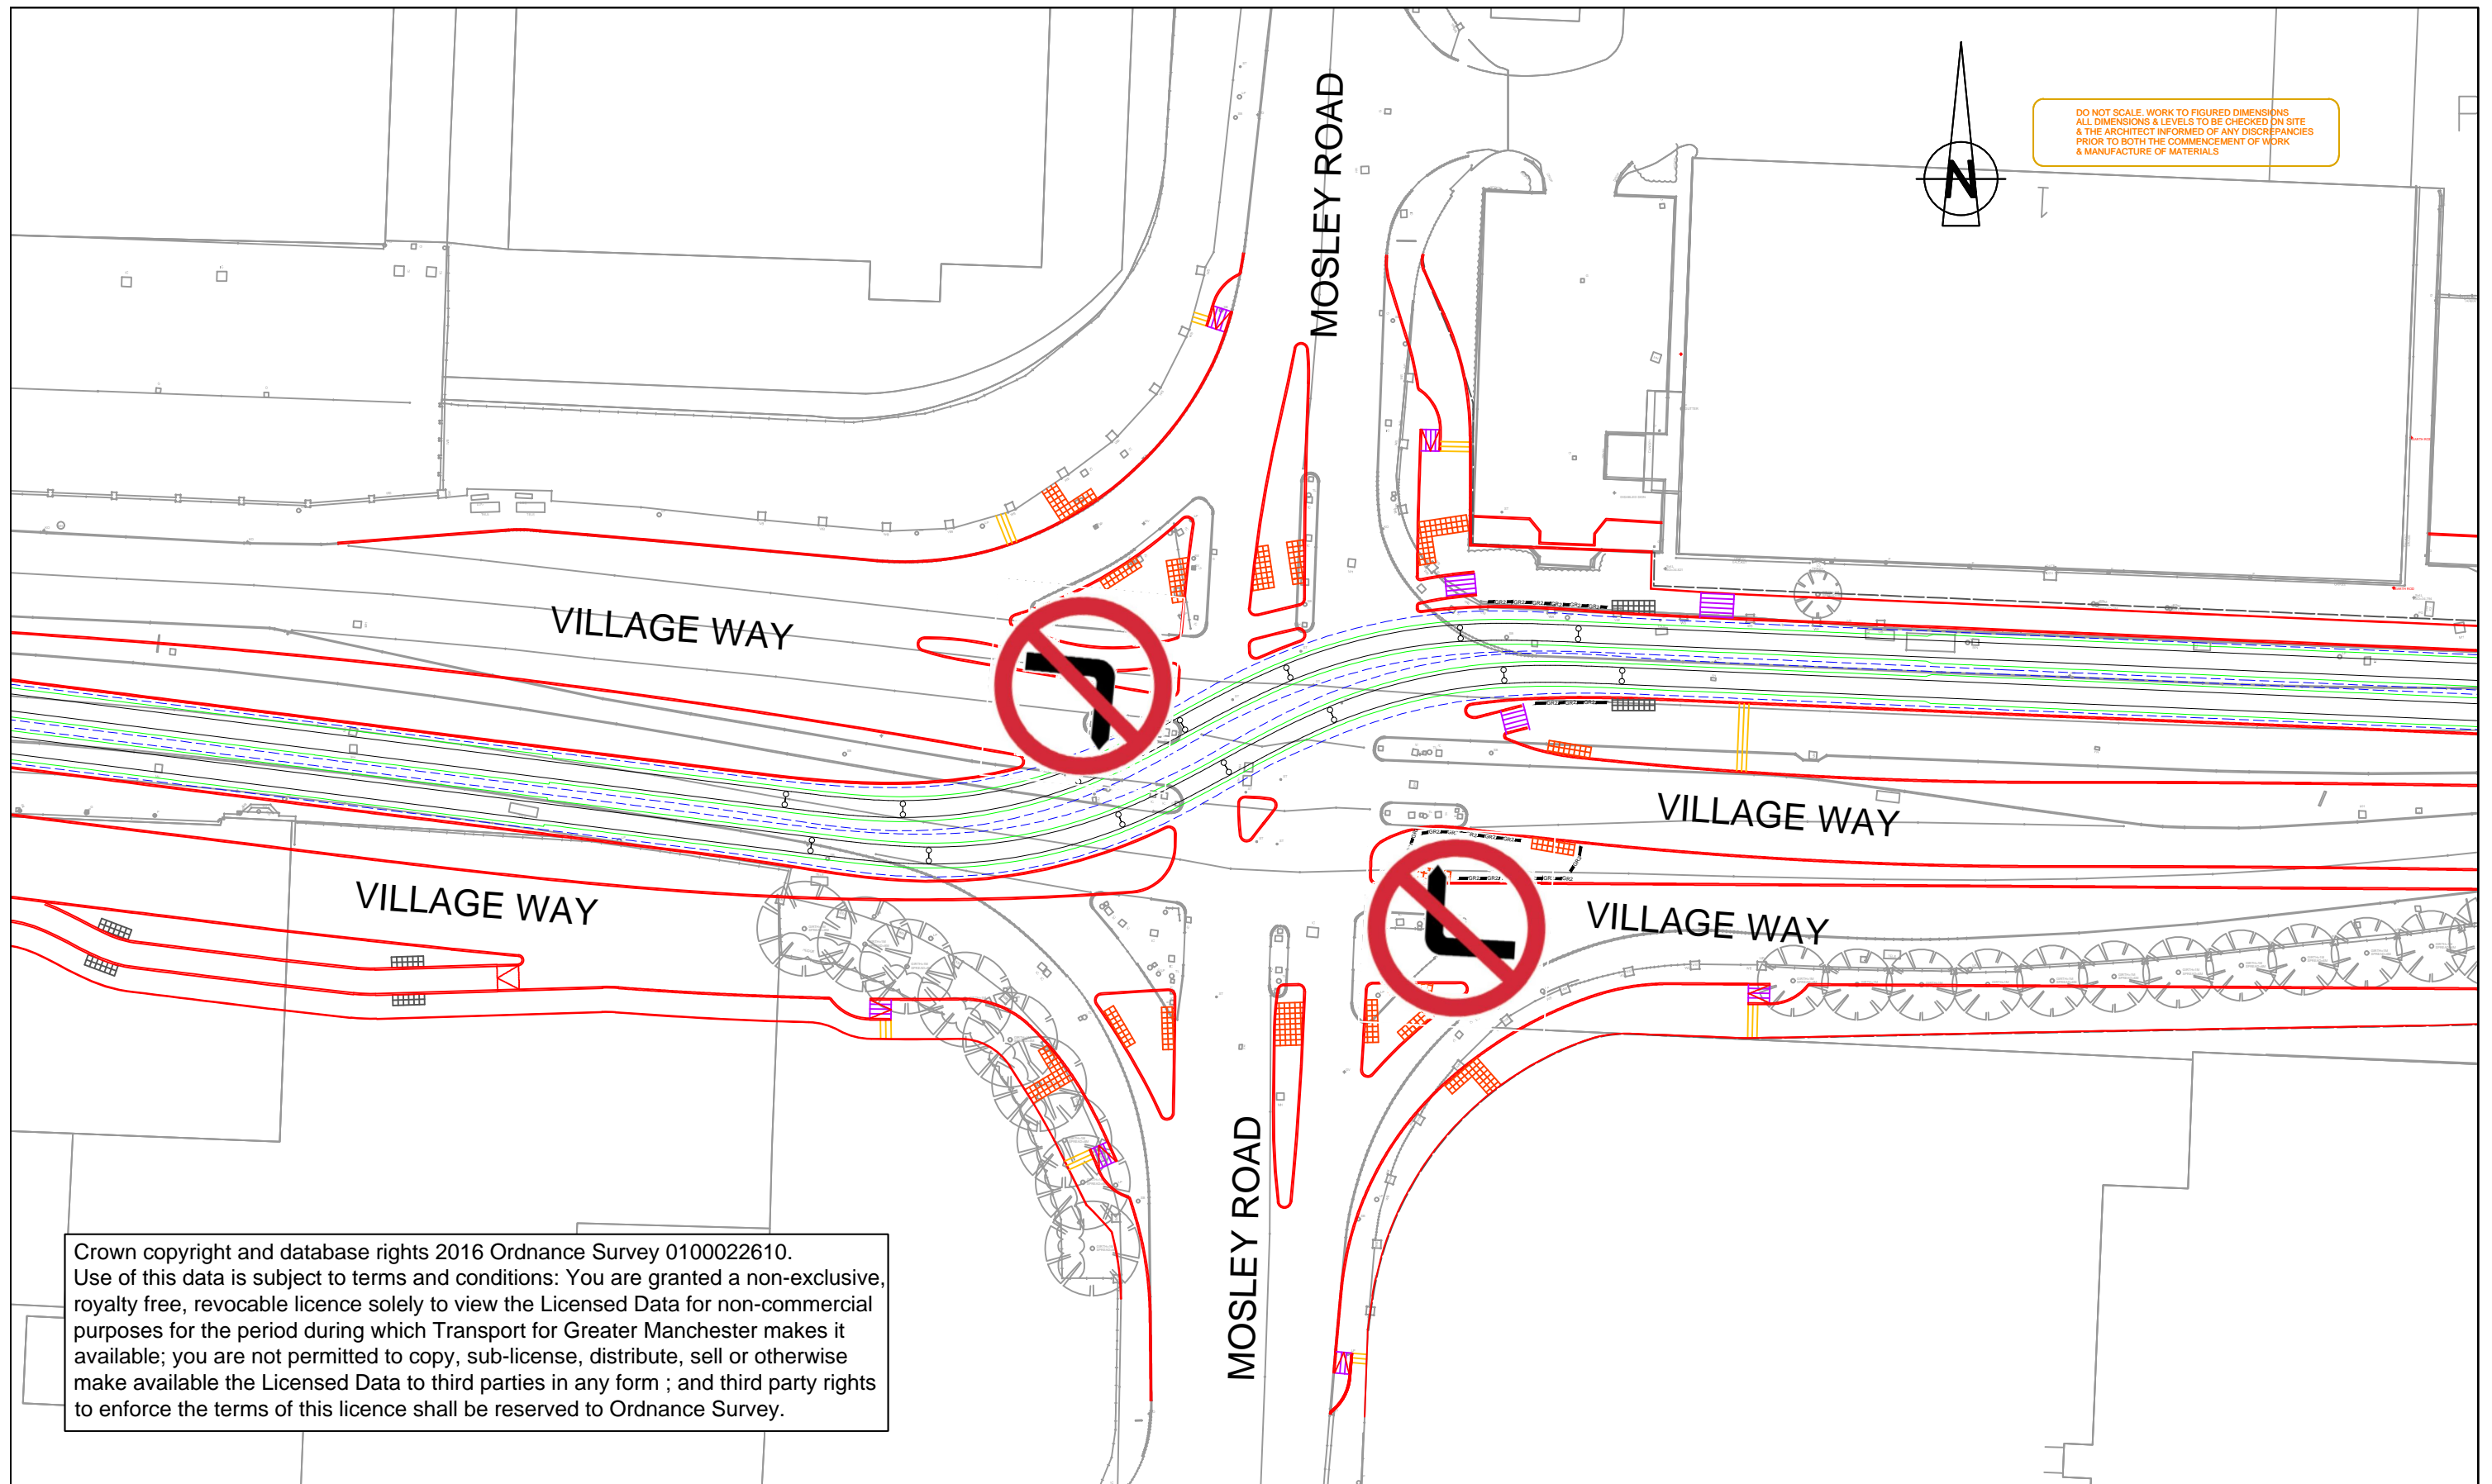 MOSLEY ROAD
N
DO NOT SCALE. WORK TO FIGURED DIMENSIONS
ALL DIMENSIONS & LEVELS TO BE CHECKED ON SITE
& THE ARCHITECT INFORMED OF ANY DISCREPANCIES
PRIOR TO BOTH THE COMMENCEMENT OF WORK
& MANUFACTURE OF MATERIALS
1
VILLAGE WAY
VILLAGE WAY
VILLAGE WAY
VILLAGE WAY
MOSLEY ROAD
Crown copyright and database rights 2016 Ordnance Survey 0100022610.
Use of this data is subject to terms and conditions: You are granted a non-exclusive,
royalty free, revocable licence solely to view the Licensed Data for non-commercial
purposes for the period during which Transport for Greater Manchester makes it
available; you are not permitted to copy, sub-license, distribute, sell or otherwise
make available the Licensed Data to third parties in any form ; and third party rights
to enforce the terms of this licence shall be reserved to Ordnance Survey.